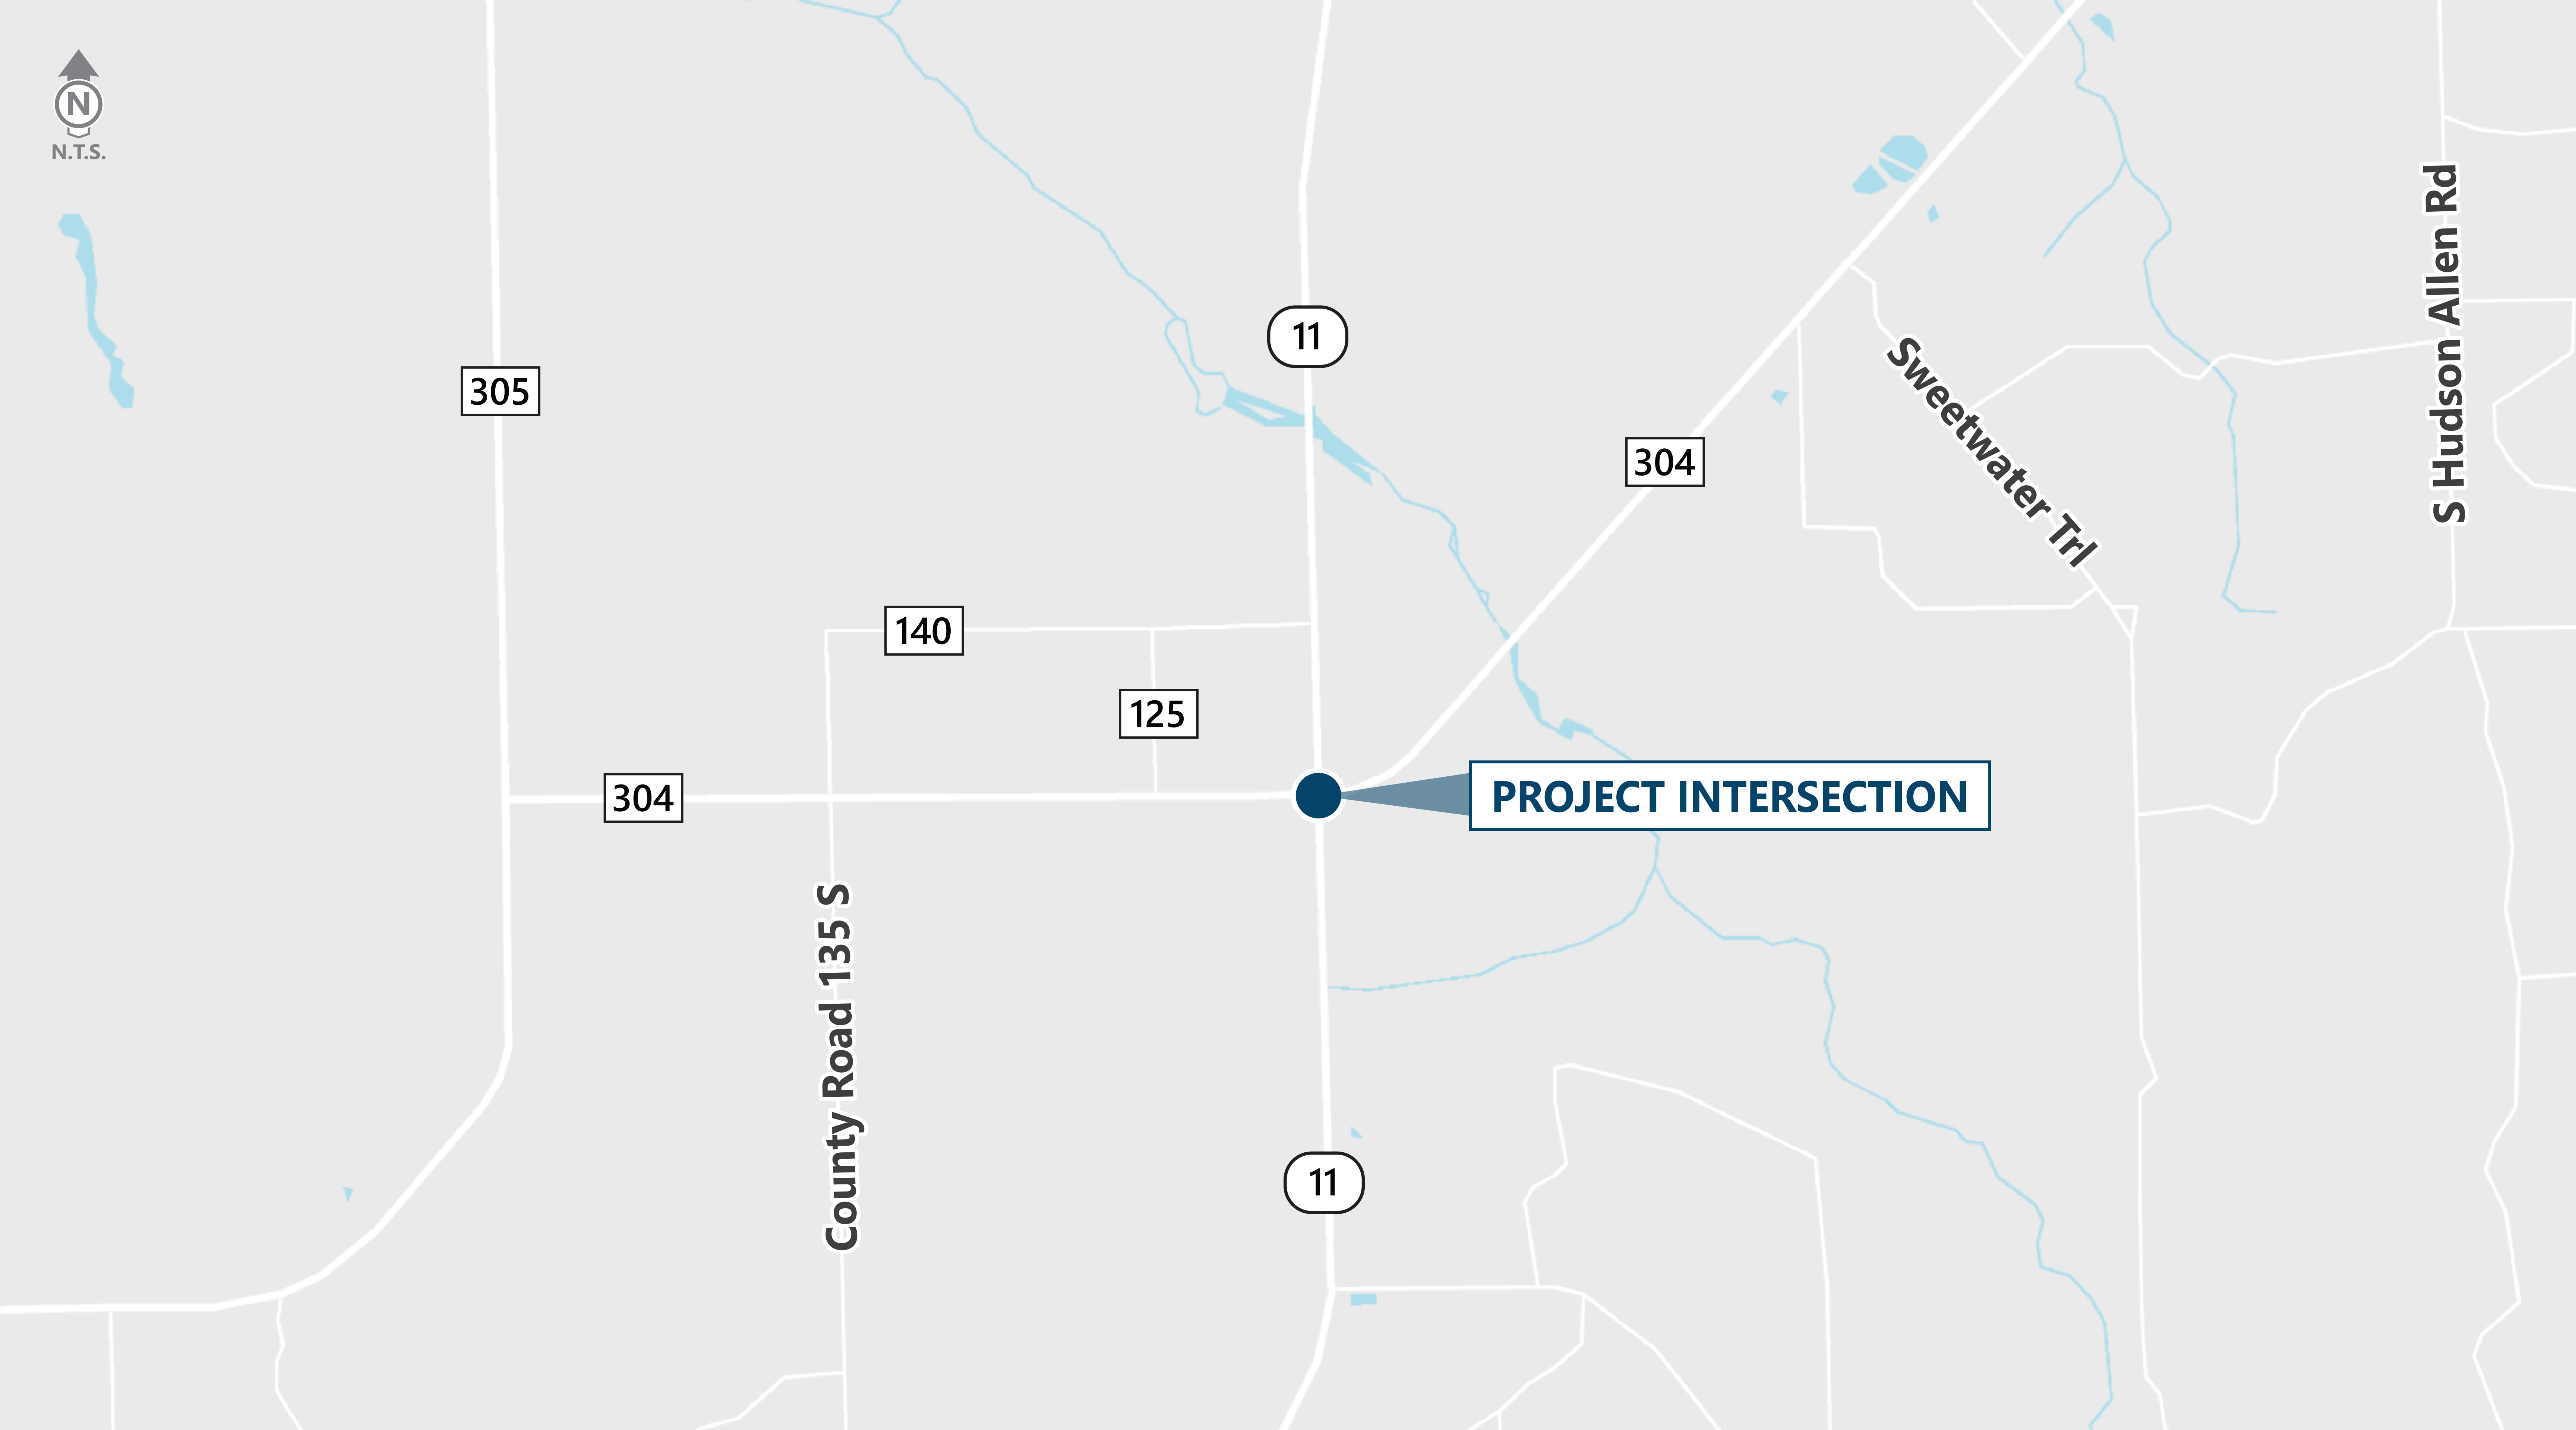 N
N.T.S.
S Hudson Allen Rd
11
Sweetwater Trl
305
304
140
125
304
PROJECT INTERSECTION
County Road 135 S
11